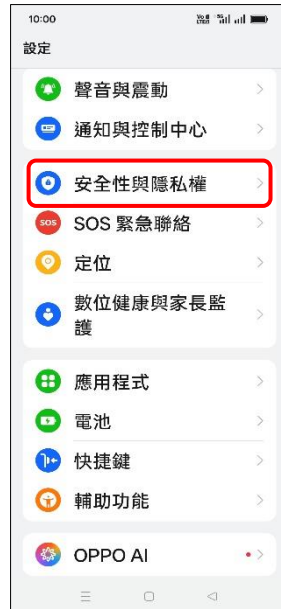 10:00
設定
聲音與震動
通知與控制中心
安全性與隱私權
SOS SOS 緊急聯絡
定位
數位健康與家長監
護
應用程式
電池
快捷鍵
輔助功能
OPPO AI